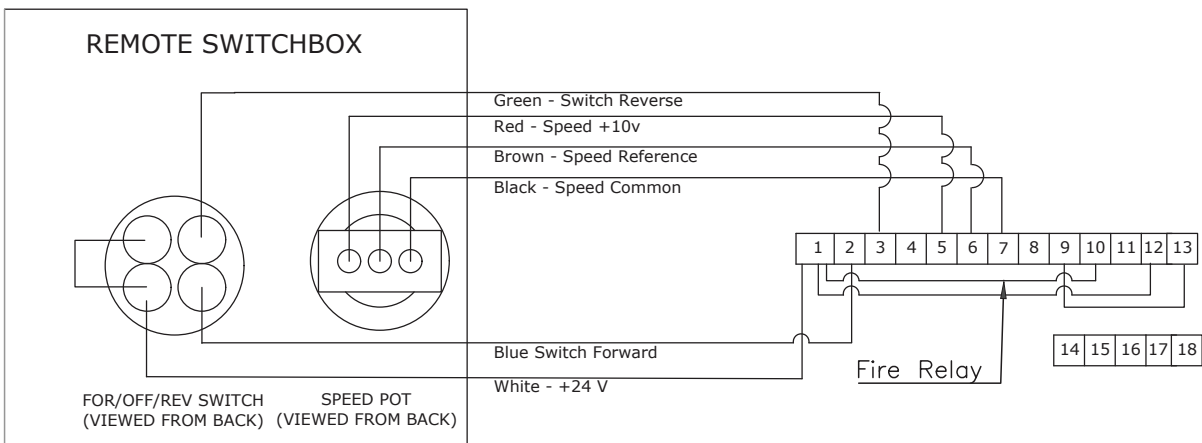 REMOTE SWITCHBOX
Green - Switch Reverse
Red - Speed +10v
Brown - Speed Reference
Black - Speed Common
1 2 3 4 5 6 7 8 9 10 11 12 13
14 15 16 17 18
Blue Switch Forward
Fire Relay
White - +24 V
FOR/OFF/REV SWITCH
(VIEWED FROM BACK)
SPEED POT
(VIEWED FROM BACK)